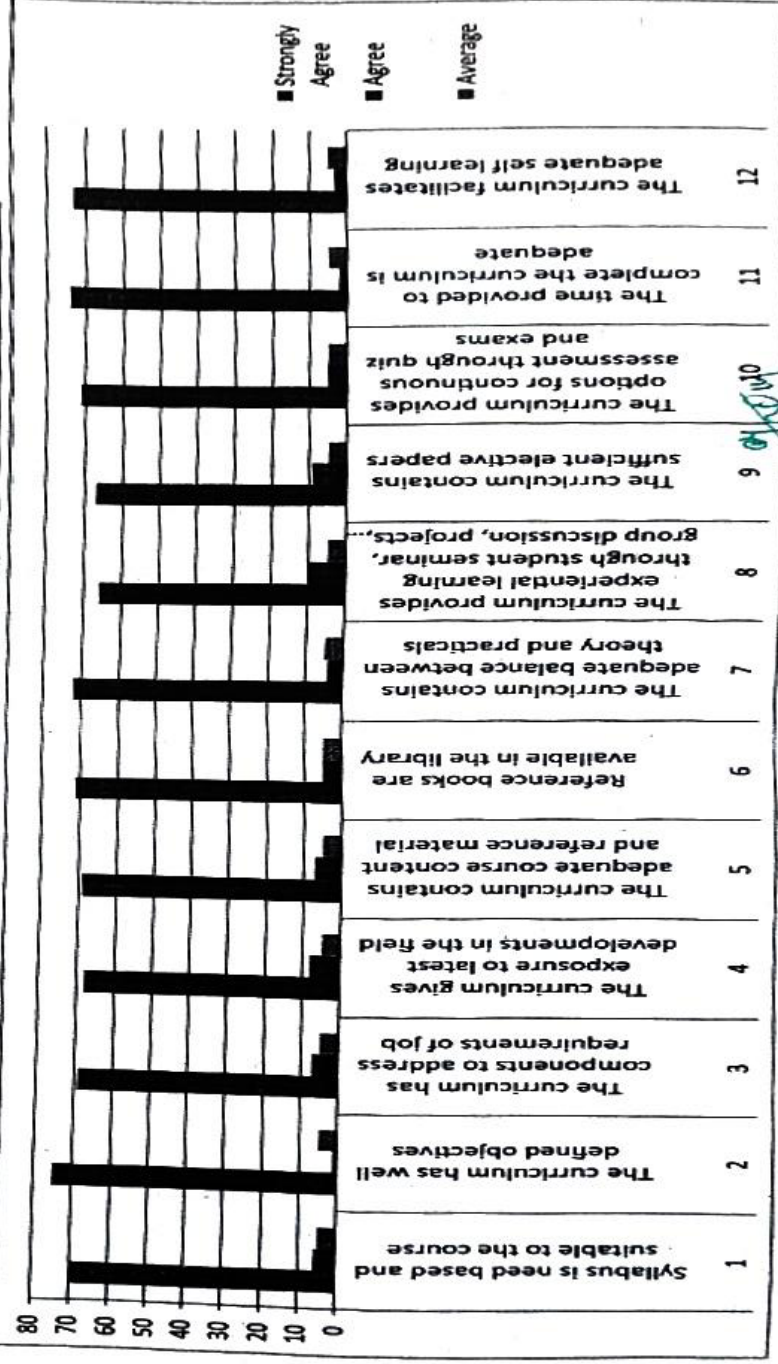 80
70
60
50
40
30
20
10
0
Syllabus is need based and
suitable to the course
1
The curriculum has well
defined objectives
2
The curriculum has
components to address
requirements of job
3
The curriculum gives
exposure to latest
developments in the field
4
The curriculum contains
adequate course content
and reference material
5
Reference books are
available in the library
6
The curriculum contains
adequate balance between
theory and practicals
7
The curriculum provides
experiential learning
through student seminar,
group discussion, projects,...
8
The curriculum contains
sufficient elective papers
9
The curriculum provides
options for continuous
assessment through quiz
and exams
10
The time provided to
complete the curriculum is
adequate
11
The curriculum facilitates
adequate self learning
12
Strongly
Agree
Agree
Average